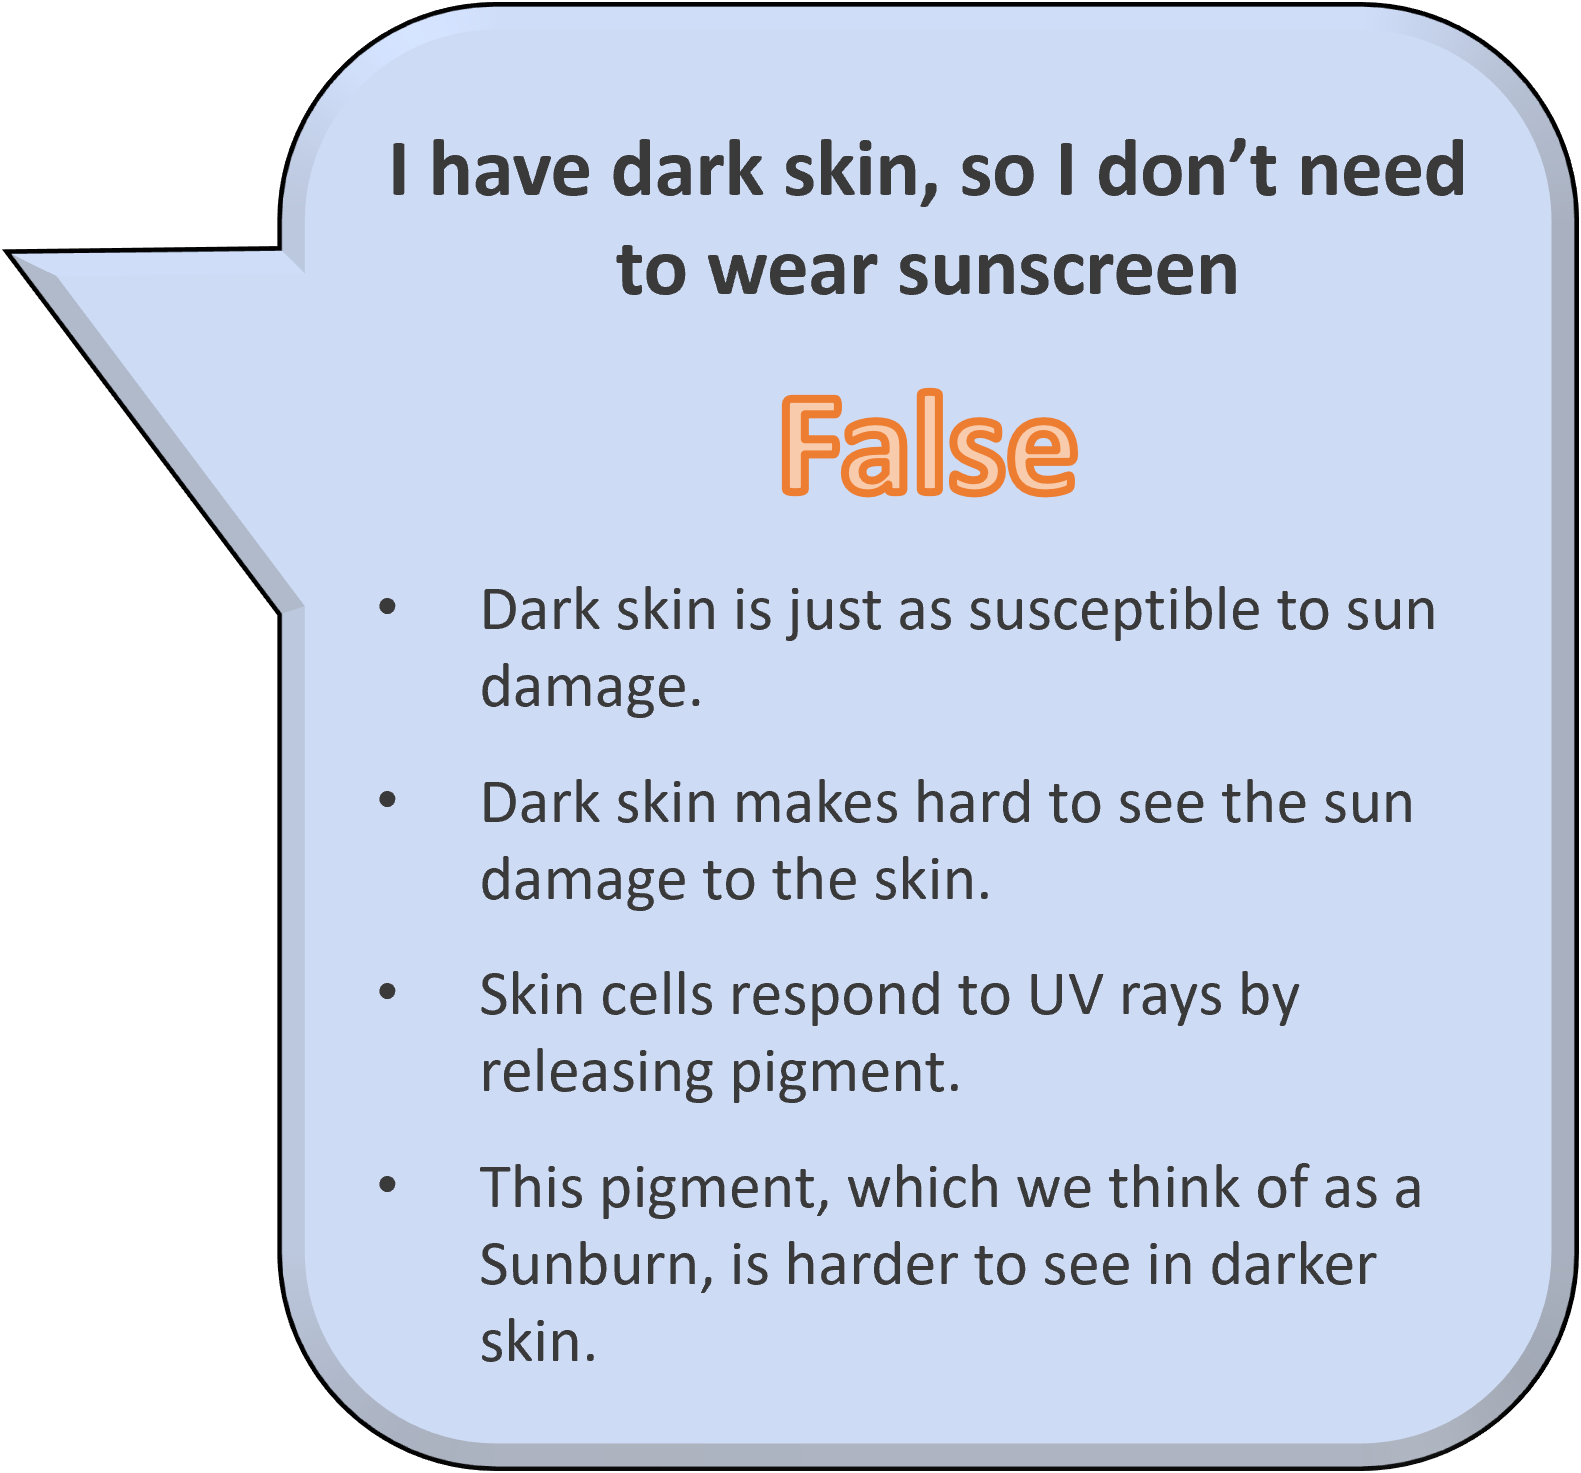 I have dark skin, so I don’t need
to wear sunscreen
False
• Dark skin is just as susceptible to sun
damage.
• Dark skin makes hard to see the sun
damage to the skin.
• Skin cells respond to UV rays by
releasing pigment.
• This pigment, which we think of as a
Sunburn, is harder to see in darker
skin.